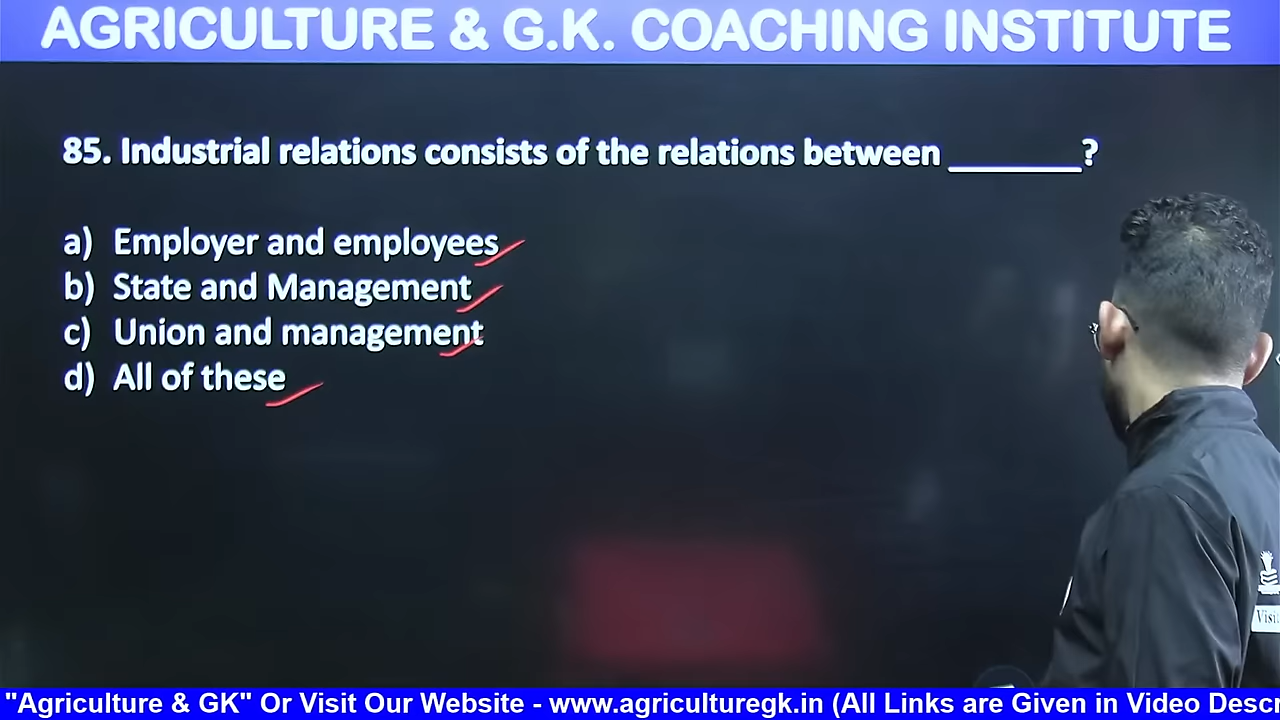 AGRICULTURE & G.K. COACHING INSTITUTE
85. Industrial relations consists of the relations between _______?
a) Employer and employees
b) State and Management
c) Union and management
d) All of these
"Agriculture & GK" Or Visit Our Website - www.agriculturegk.in (All Links are Given in Video